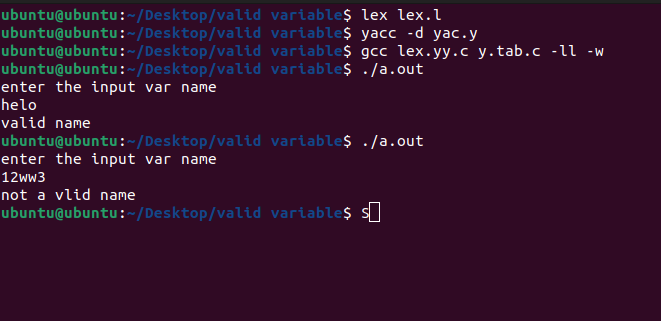 ubuntu@ubuntu:~/Desktop/valid variable$ lex lex.l
ubuntu@ubuntu:~/Desktop/valid variable$ yacc -d yac.y
ubuntu@ubuntu:~/Desktop/valid variable$ gcc lex.yy.c y.tab.c -ll -w
ubuntu@ubuntu:~/Desktop/valid variable$ ./a.out
enter the input var name
helo
valid name
ubuntu@ubuntu:~/Desktop/valid variable$ ./a.out
enter the input var name
12ww3
not a vlid name
ubuntu@ubuntu:~/Desktop/valid variable$ S